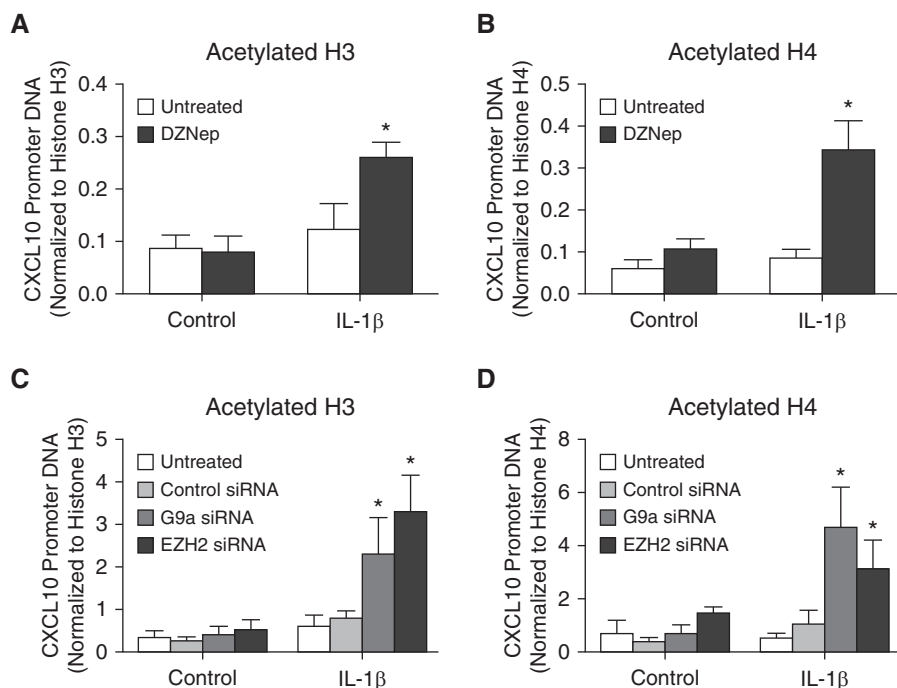 A
Acetylated H3
CXCL10 Promoter DNA
(Normalized to Histone H3)
0.4
0.3
0.2
0.1
0.0
Untreated
DZNep
*
Control
IL-1β
B
Acetylated H4
CXCL10 Promoter DNA
(Normalized to Histone H4)
0.5
0.4
0.3
0.2
0.1
0.0
Untreated
DZNep
*
Control
IL-1β
C
Acetylated H3
CXCL10 Promoter DNA
(Normalized to Histone H3)
5
4
3
2
1
0
Untreated
Control siRNA
G9a siRNA
EZH2 siRNA
*
*
Control
IL-1β
D
Acetylated H4
CXCL10 Promoter DNA
(Normalized to Histone H4)
8
6
4
2
0
Untreated
Control siRNA
G9a siRNA
EZH2 siRNA
*
*
Control
IL-1β